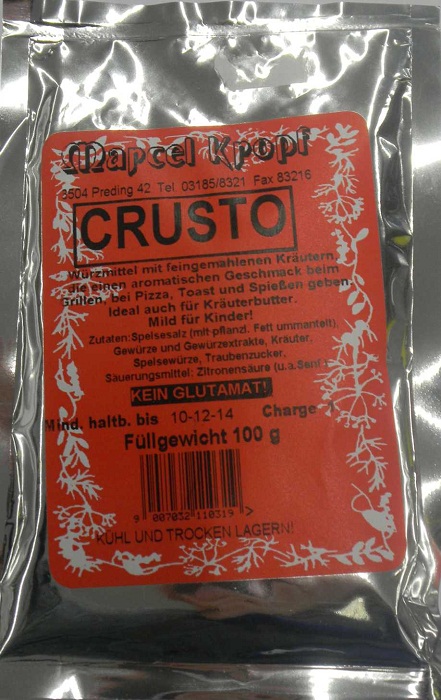 Marcel Kropf
8504 Preding 42 Tel. 03185/8321 Fax 83216
CRUSTO
Würzmittel mit feingemahlenen Kräutern,
die einen aromatischen Geschmack beim
Grillen, bei Pizza, Toast und Spießen geben.
Ideal auch für Kräuterbutter.
Mild für Kinder!
Zutaten: Speisesalz (mit pflanzl. Fett ummantelt),
Gewürze und Gewürzextrakte, Kräuter,
Speisewürze, Traubenzucker,
Säuerungsmittel: Zitronensäure (u.a. Senf)
KEIN GLUTAMAT!
Mind. haltb. bis 10-12-14 Charge
Füllgewicht 100 g
9 007032 110319 >
KÜHL UND TROCKEN LAGERN!